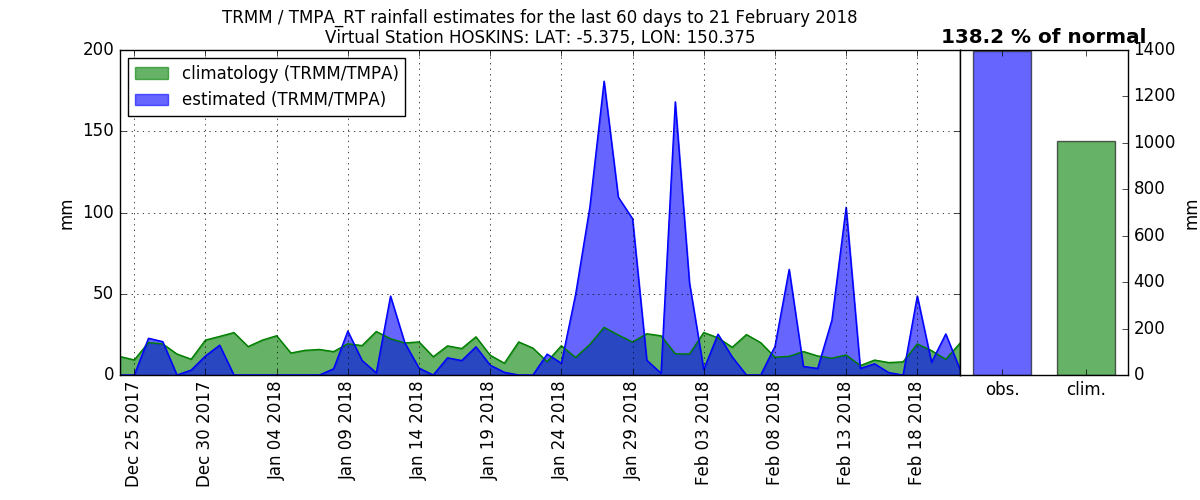 TRMM / TMPA_RT rainfall estimates for the last 60 days to 21 February 2018
Virtual Station HOSKINS: LAT: -5.375, LON: 150.375
138.2 % of normal
climatology (TRMM/TMPA)
estimated (TRMM/TMPA)
200
150
100
50
0
mm
1400
1200
1000
800
600
400
200
0
mm
obs.
clim.
Dec 25 2017
Dec 30 2017
Jan 04 2018
Jan 09 2018
Jan 14 2018
Jan 19 2018
Jan 24 2018
Jan 29 2018
Feb 03 2018
Feb 08 2018
Feb 13 2018
Feb 18 2018